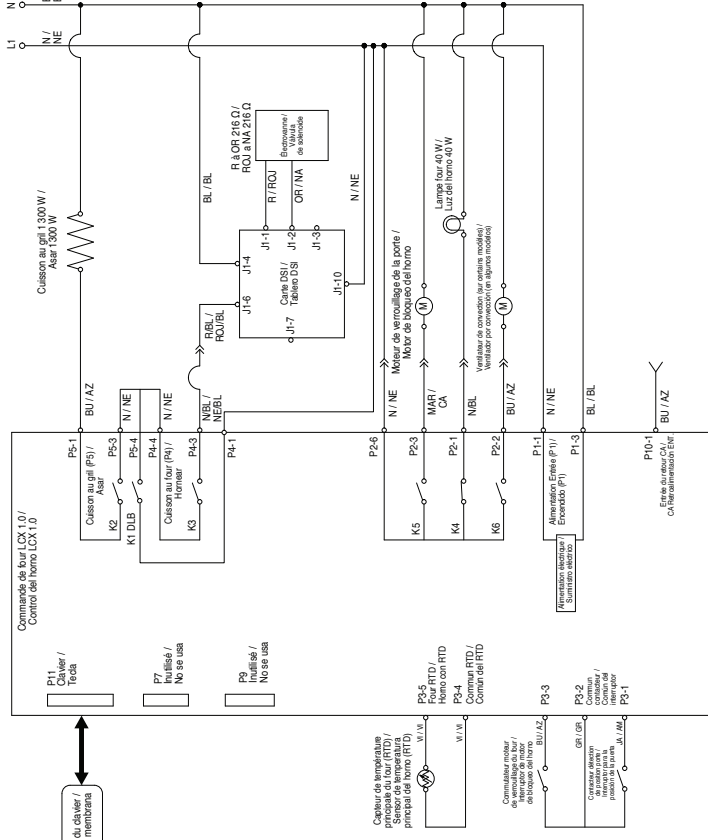 N
L1
N /
NE
Cuisson au gril 1 300 W /
Asar 1300 W
R à OR 216 Ω /
ROJ a NA 216 Ω
Électrovanne /
Válvula
de solenoide
BL / BL
R / ROJ
OR / NA
N / NE
J1-4
J1-1
J1-2
J1-3
J1-6
J1-7
J1-10
Carte DSI /
Tablero DSI
R/BL /
ROJ/BL
Lampe four 40 W /
Luz del horno 40 W
Moteur de verrouillage de la porte /
Motor de bloqueo del horno
M
Ventilateur de convection (sur certains modèles) /
Ventilador por convección (en algunos modelos)
M
BU / AZ
N / NE
N / NE
N/BL /
NE/BL
N / NE
MAR /
CA
N/BL
BU / AZ
N / NE
BL / BL
BU / AZ
P5-1
P5-3
P5-4
P4-4
P4-3
P4-1
P2-6
P2-3
P2-1
P2-2
P1-1
P1-3
P10-1
Entrée du retour CA /
CA Retroalimentación ENT.
Commande de four LCX 1.0 /
Control del horno LCX 1.0
Cuisson au gril (P5) /
Asar
K2
K1 DLB
Cuisson au four (P4) /
Hornear
K3
K5
K4
K6
Alimentation Entrée (P1) /
Encendido (P1)
Alimentation électrique /
Suministro eléctrico
P11
Clavier /
Tecla
P7
Inutilisé /
No se usa
P9
Inutilisé /
No se usa
P3-5
Four RTD /
Horno con RTD
P3-4
Commun RTD /
Común del RTD
P3-3
P3-2
Commun
contacteur /
Común del
interruptor
P3-1
VI / VI
VI / VI
BU / AZ
GR / GR
JA / AM
Capteur de température
principale du four (RTD) /
Sensor de temperatura
principal del horno (RTD)
Commutateur moteur
de verrouillage du four /
Interruptor de motor
de bloqueo del horno
Contacteur détection
de position porte /
Interruptor para la
posición de la puerta
du clavier /
membrana